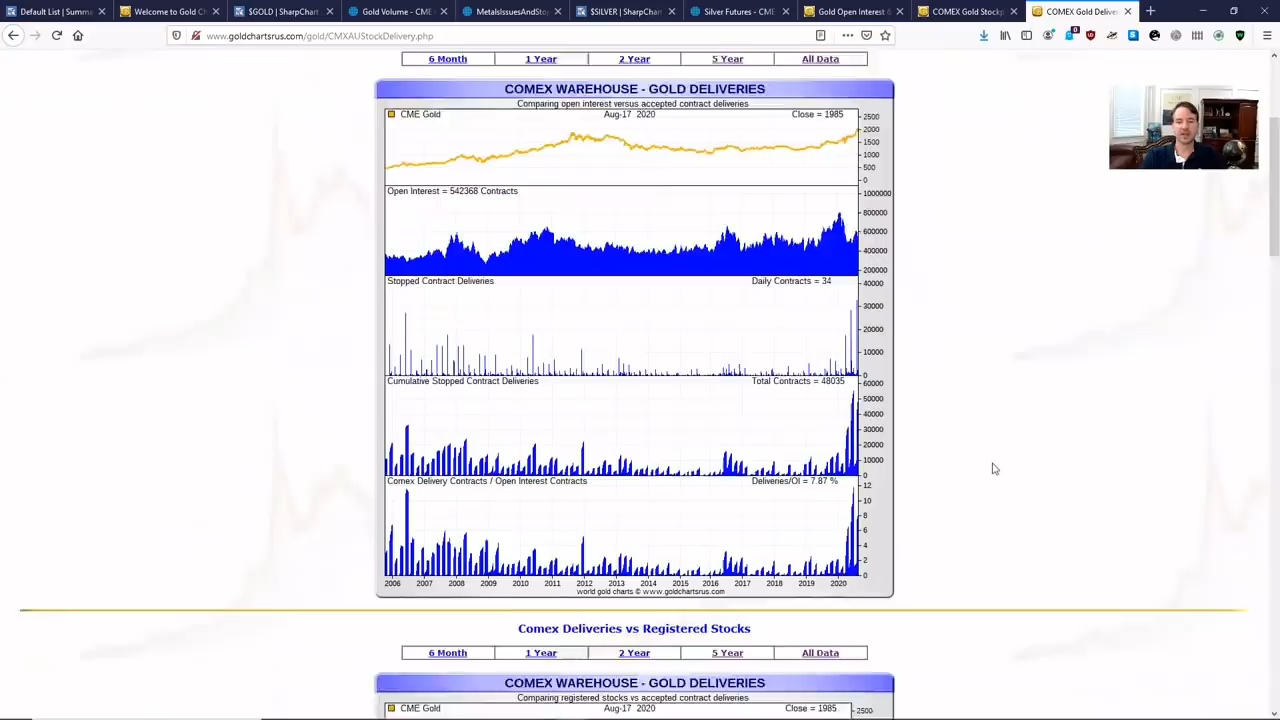 Default List | Summa
Welcome to Gold Ch
$GOLD | SharpChart
Gold Volume - CME
MetalsIssuesAndSto
$SILVER | SharpChart
Silver Futures - CME
Gold Open Interest &
COMEX Gold Stockp
COMEX Gold Delive
www.goldchartsrus.com/gold/CMXAUStockDelivery.php
6 Month 1 Year 2 Year 5 Year All Data
COMEX WAREHOUSE - GOLD DELIVERIES
Comparing open interest versus accepted contract deliveries
CME Gold Aug-17 2020 Close = 1985
2500
2000
1500
1000
500
0
Open Interest = 542368 Contracts
1000000
800000
600000
400000
200000
Stopped Contract Deliveries Daily Contracts = 34
40000
30000
20000
10000
0
Cumulative Stopped Contract Deliveries Total Contracts = 48035
60000
50000
40000
30000
20000
10000
0
Comex Delivery Contracts / Open Interest Contracts Deliveries/OI = 7.87 %
12
10
8
6
4
2
0
2006 2007 2008 2009 2010 2011 2012 2013 2014 2015 2016 2017 2018 2019 2020
world gold charts © www.goldchartsrus.com
Comex Deliveries vs Registered Stocks
6 Month 1 Year 2 Year 5 Year All Data
COMEX WAREHOUSE - GOLD DELIVERIES
Comparing registered stocks vs accepted contract deliveries
CME Gold Aug-17 2020 Close = 1985
2500